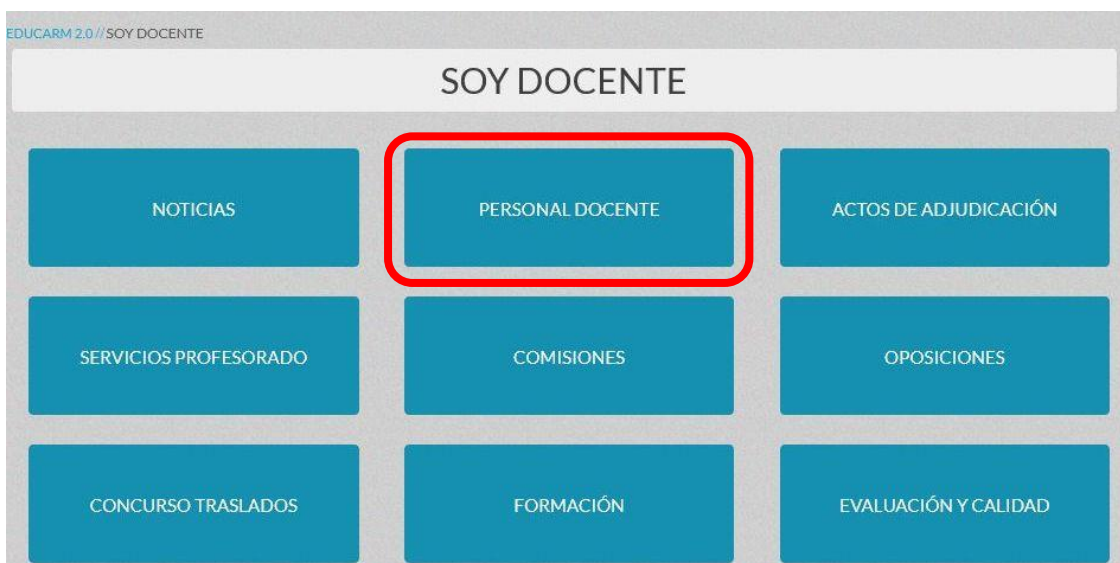 EDUCARM 2.0 // SOY DOCENTE
SOY DOCENTE
NOTICIAS
PERSONAL DOCENTE
ACTOS DE ADJUDICACIÓN
SERVICIOS PROFESORADO
COMISIONES
OPOSICIONES
CONCURSO TRASLADOS
FORMACIÓN
EVALUACIÓN Y CALIDAD